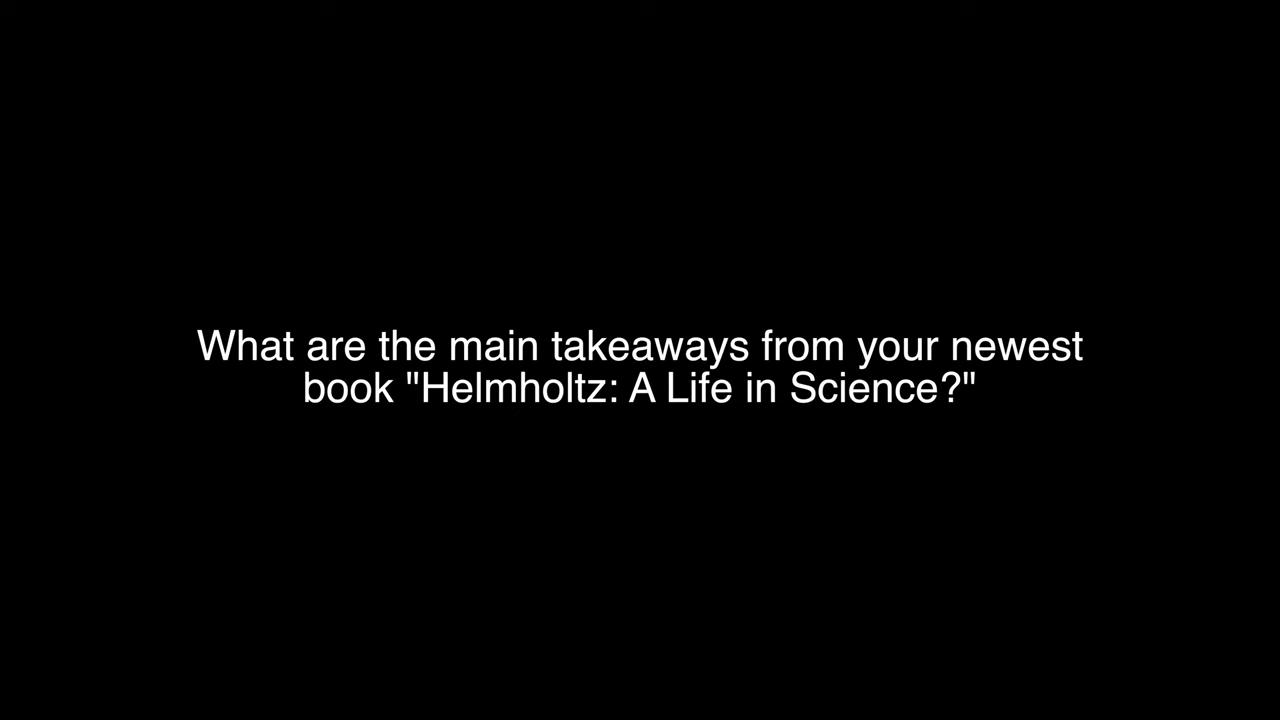 What are the main takeaways from your newest
book "Helmholtz: A Life in Science?"